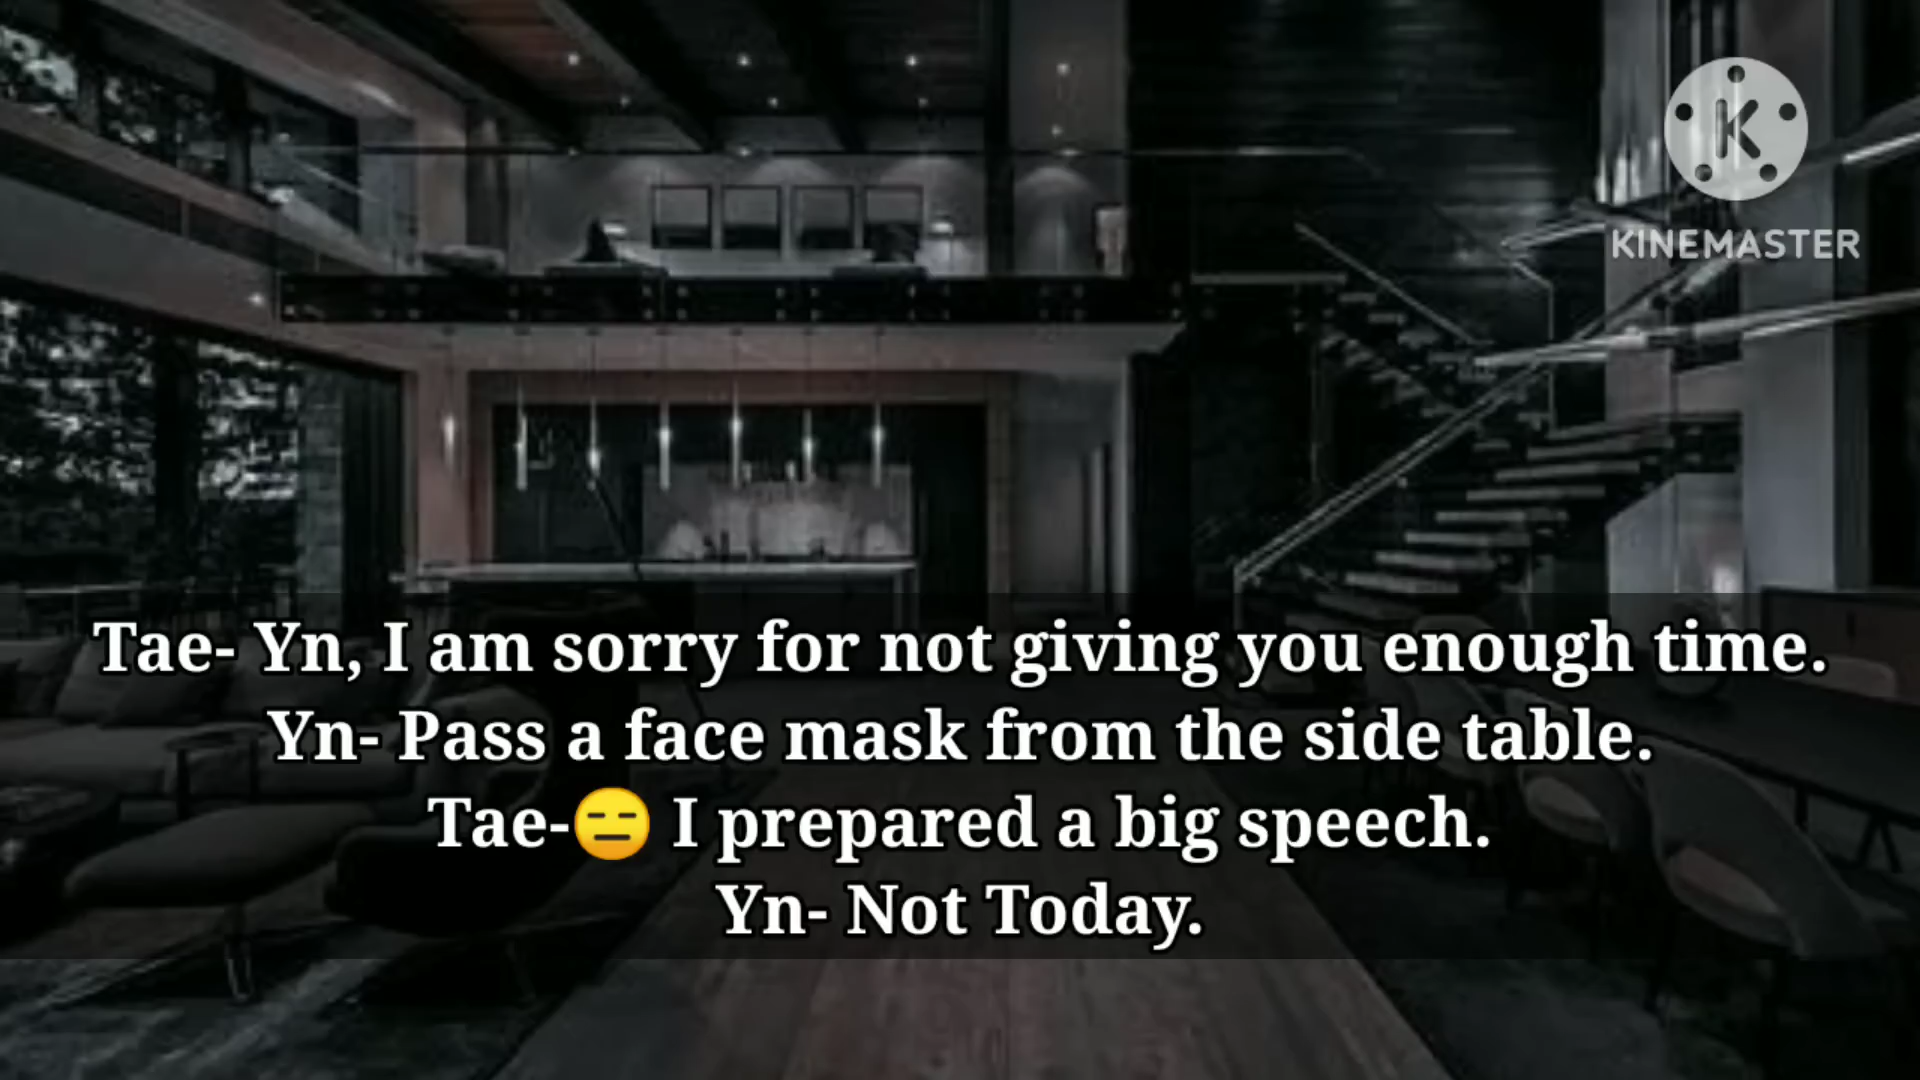 K
KINEMASTER
Tae- Yn, I am sorry for not giving you enough time.
Yn- Pass a face mask from the side table.
Tae-😑 I prepared a big speech.
Yn- Not Today.